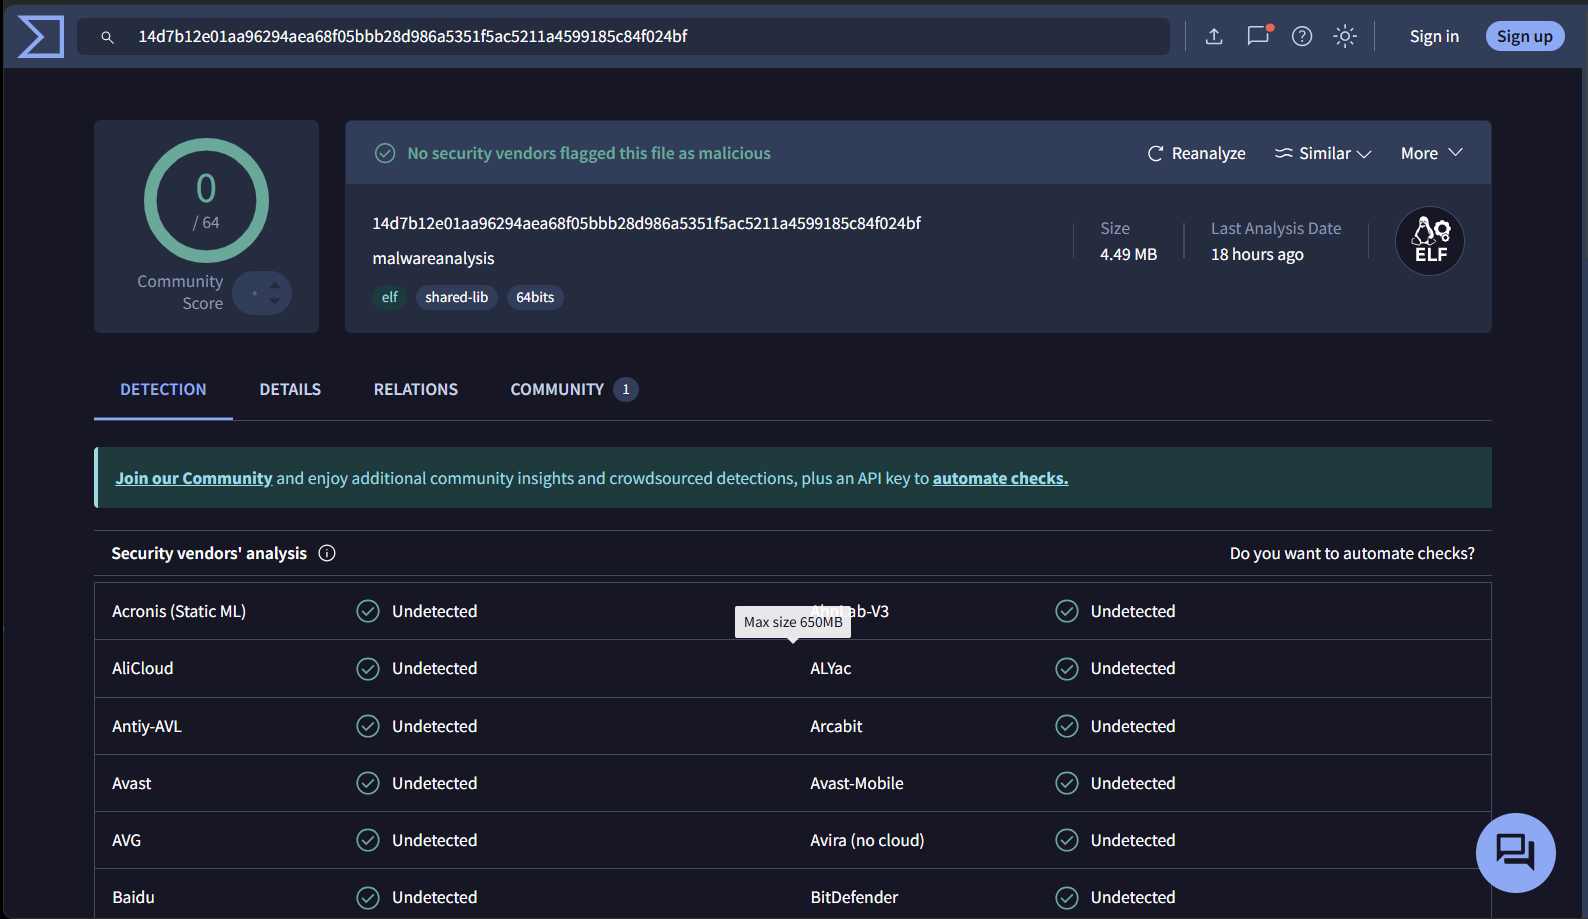 14d7b12e01aa96294aea68f05bbb28d986a5351f5ac5211a4599185c84f024bf
Sign in
Sign up
0
/ 64
Community
Score
No security vendors flagged this file as malicious
Reanalyze
Similar
More
14d7b12e01aa96294aea68f05bbb28d986a5351f5ac5211a4599185c84f024bf
malwareanalysis
elf
shared-lib
64bits
Size
4.49 MB
Last Analysis Date
18 hours ago
ELF
DETECTION
DETAILS
RELATIONS
COMMUNITY 1
Join our Community and enjoy additional community insights and crowdsourced detections, plus an API key to automate checks.
Security vendors' analysis
Do you want to automate checks?
Acronis (Static ML) Undetected
AhnLab-V3 Undetected
Max size 650MB
AliCloud Undetected
ALYac Undetected
Antiy-AVL Undetected
Arcabit Undetected
Avast Undetected
Avast-Mobile Undetected
AVG Undetected
Avira (no cloud) Undetected
Baidu Undetected
BitDefender Undetected